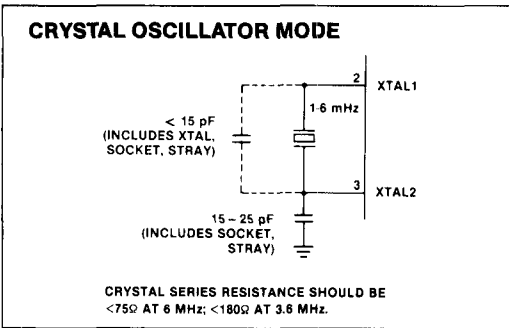 CRYSTAL OSCILLATOR MODE
2
XTAL1
1-6 mHz
< 15 pF
(INCLUDES XTAL,
SOCKET, STRAY)
3
XTAL2
15–25 pF
(INCLUDES SOCKET,
STRAY)
CRYSTAL SERIES RESISTANCE SHOULD BE
<75Ω AT 6 MHz; <180Ω AT 3.6 MHz.